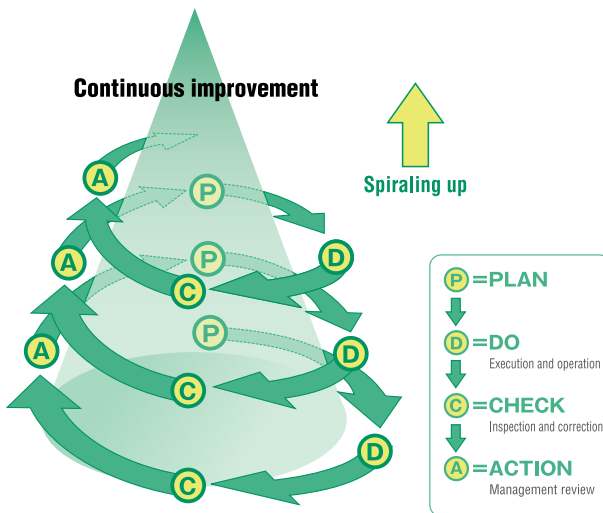 Continuous improvement
Spiraling up
A
P
D
A
P
C
A
P
D
C
D
C
P =PLAN
D =DO
Execution and operation
C =CHECK
Inspection and correction
A =ACTION
Management review